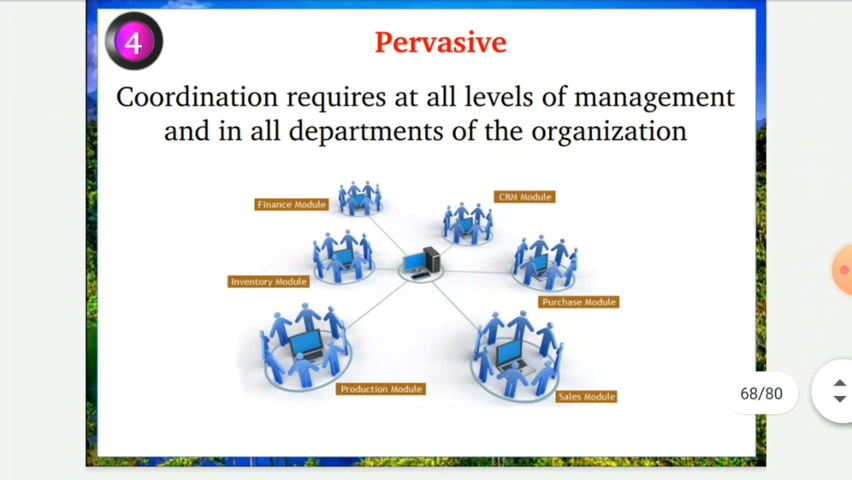 4
Pervasive
Coordination requires at all levels of management
and in all departments of the organization
Finance Module
CRM Module
Inventory Module
Purchase Module
Production Module
Sales Module
68/80